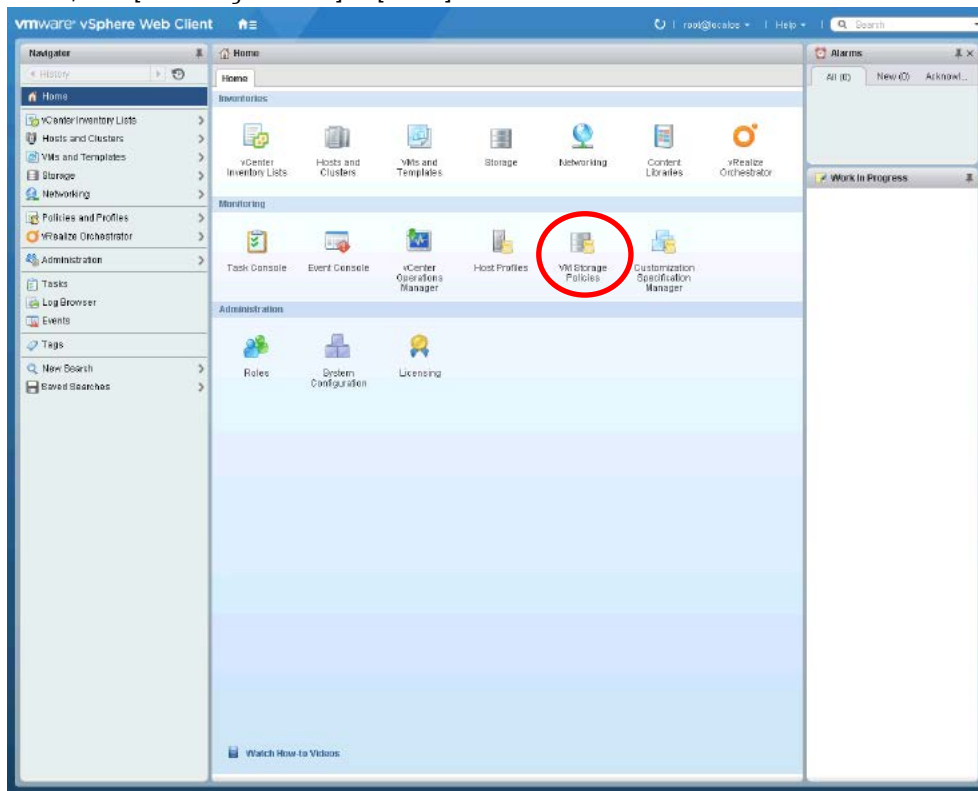 vmware® vSphere Web Client
root@localos
Help
Search
Navigator
History
Home
vCenter Inventory Lists
Hosts and Clusters
VMs and Templates
Storage
Networking
Policies and Profiles
vRealize Orchestrator
Administration
Tasks
Log Browser
Events
Tags
New Search
Saved Searches
Home
Home
Inventories
vCenter Inventory Lists
Hosts and Clusters
VMs and Templates
Storage
Networking
Content Libraries
vRealize Orchestrator
Monitoring
Task Console
Event Console
vCenter Operations Manager
Host Profiles
VM Storage Policies
Customization Specification Manager
Administration
Roles
System Configuration
Licensing
Watch How-to Videos
Alarms
All (0) New (0) Acknowl...
Work In Progress